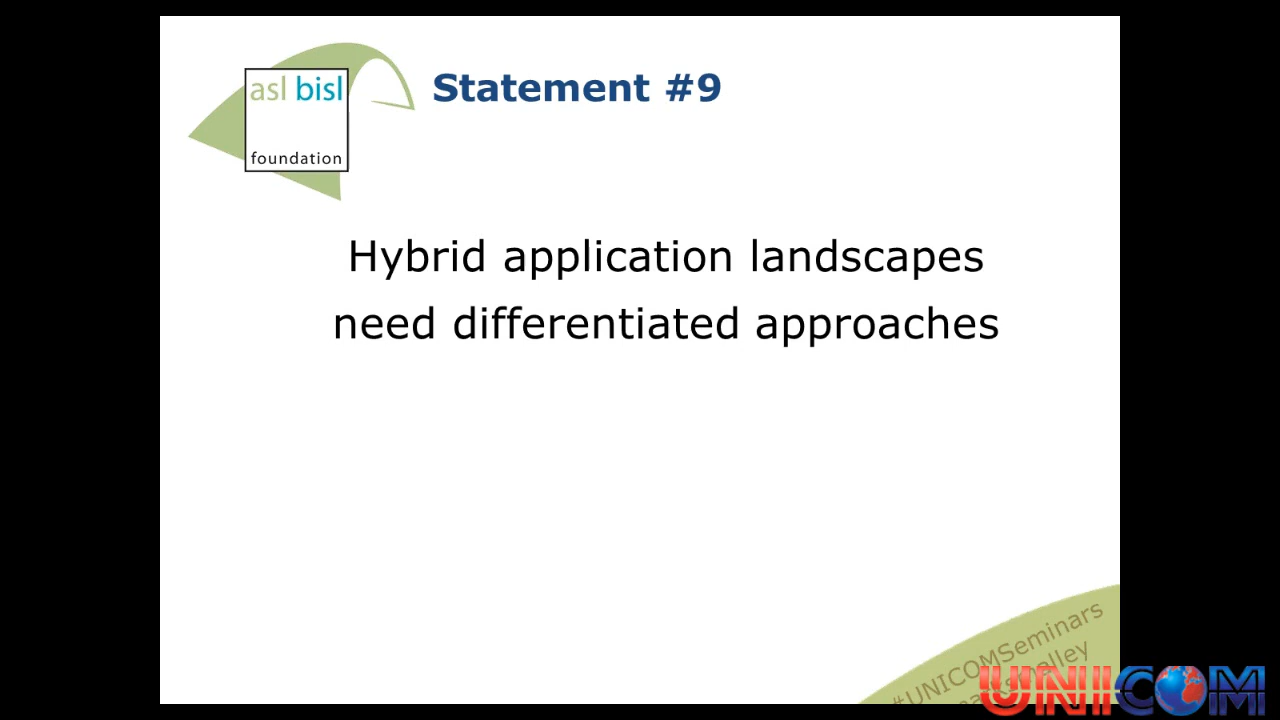 asl bisl
foundation
Statement #9
Hybrid application landscapes
need differentiated approaches
#UNICOMSeminars
UNICOM